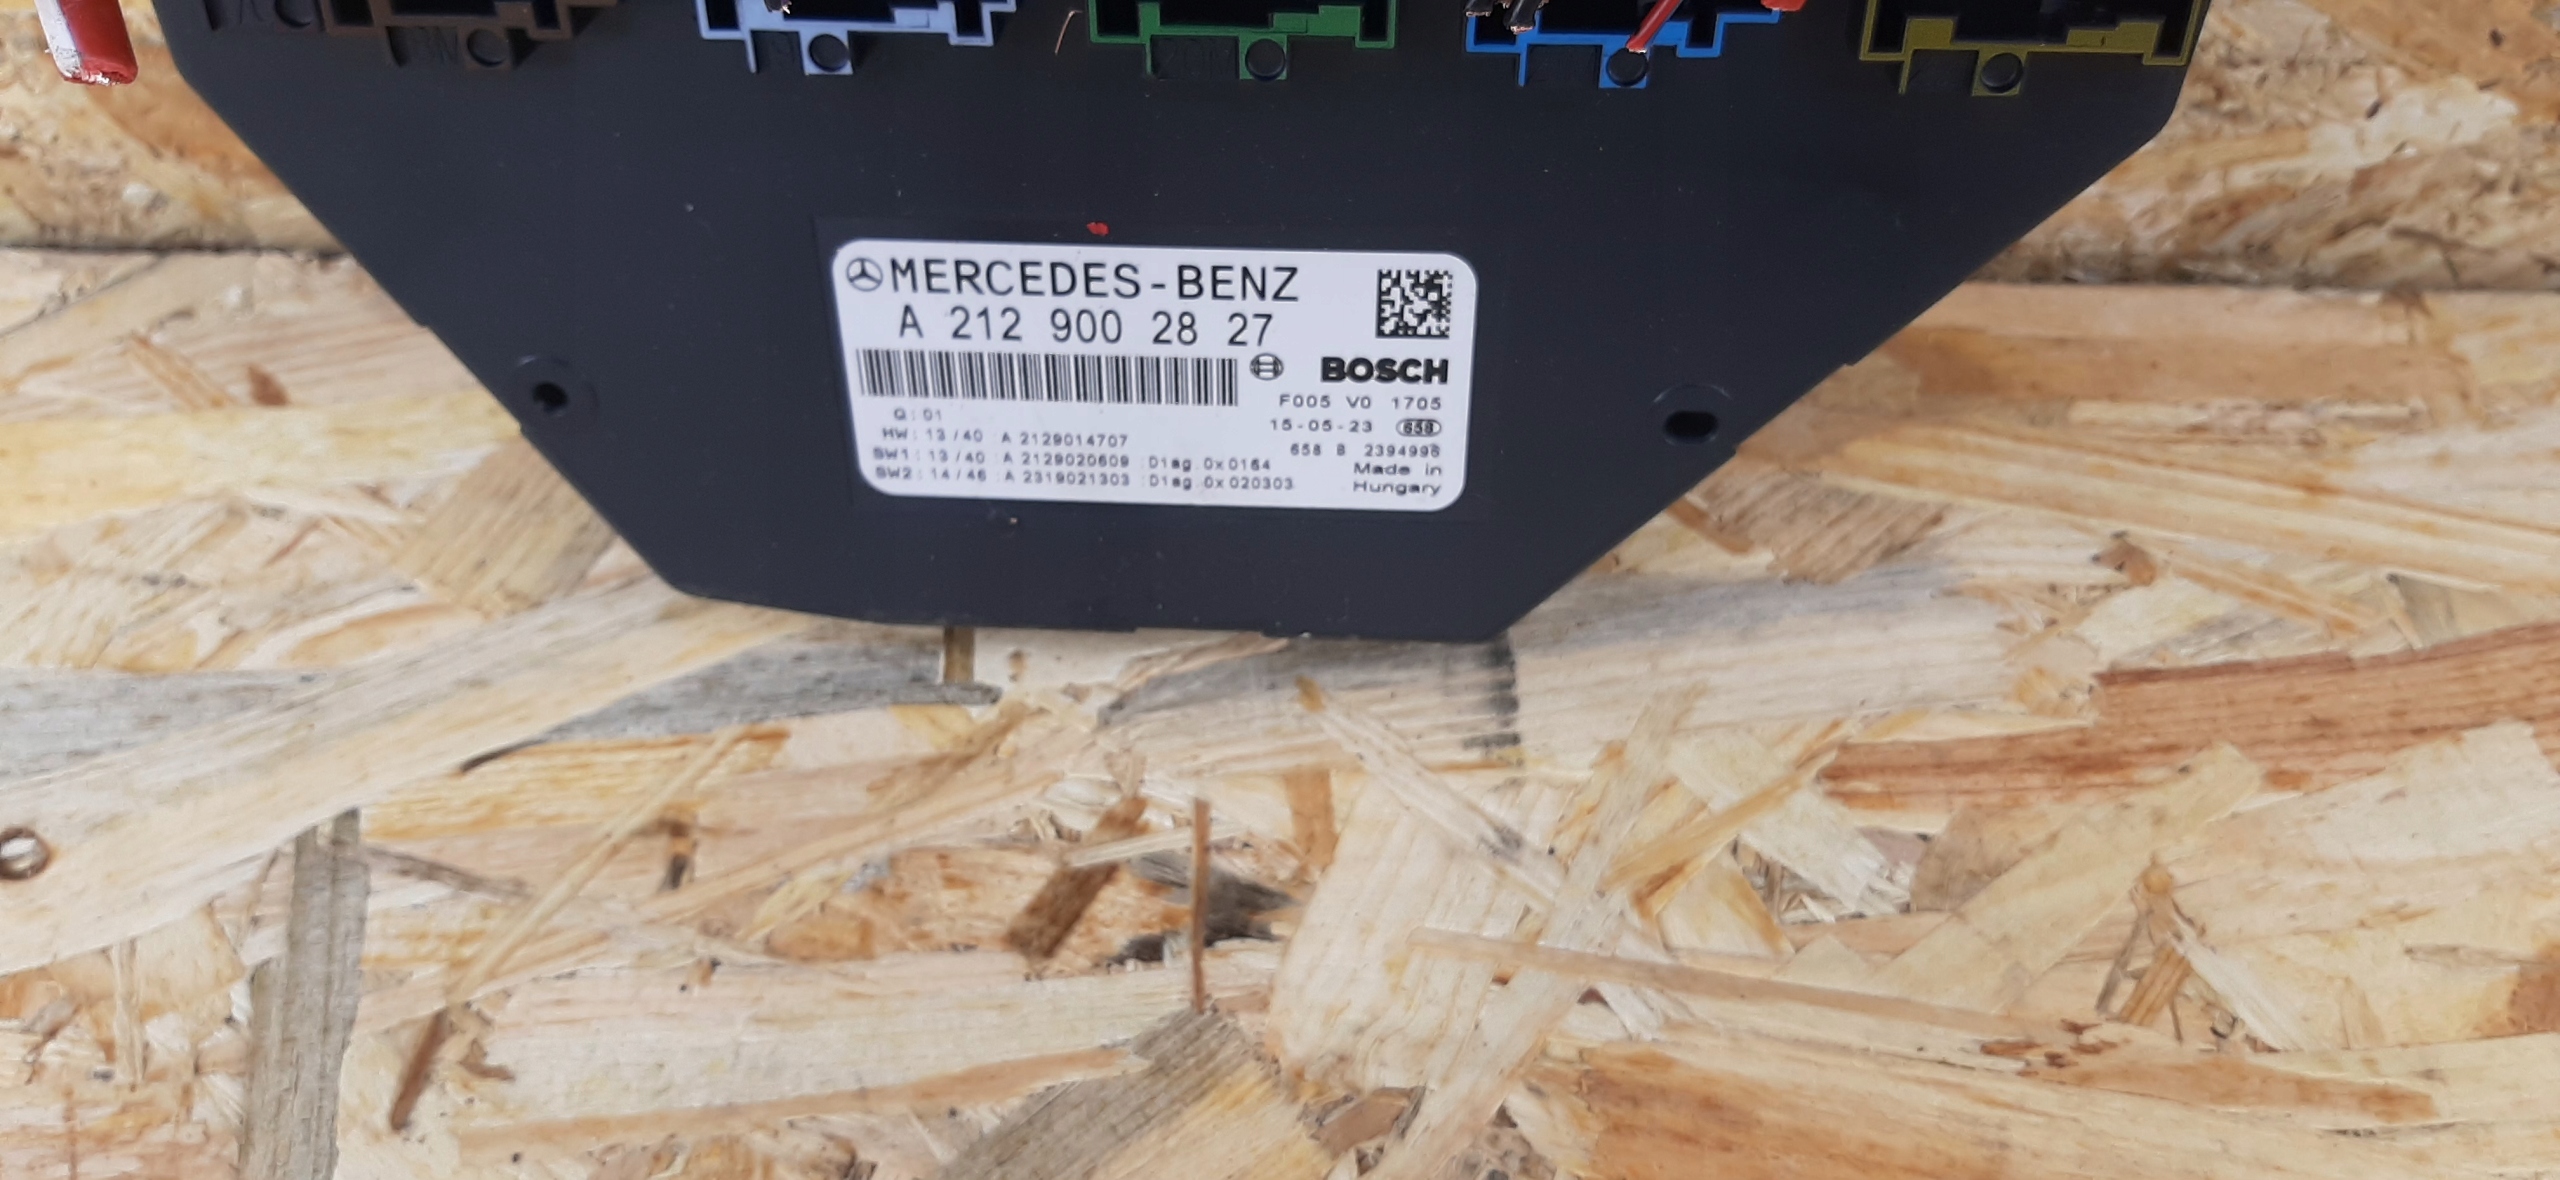 MERCEDES-BENZ
A 212 900 28 27
BOSCH
F005 V0 1705
Q: 01
15-05-23 658
HW: 13/40 :A 2129014707
658 B 2394996
SW1: 13/40 :A 2129020609 :Diag.0x0164
Made in
SW2: 14/46 :A 2319021303 :Diag.0x020303
Hungary